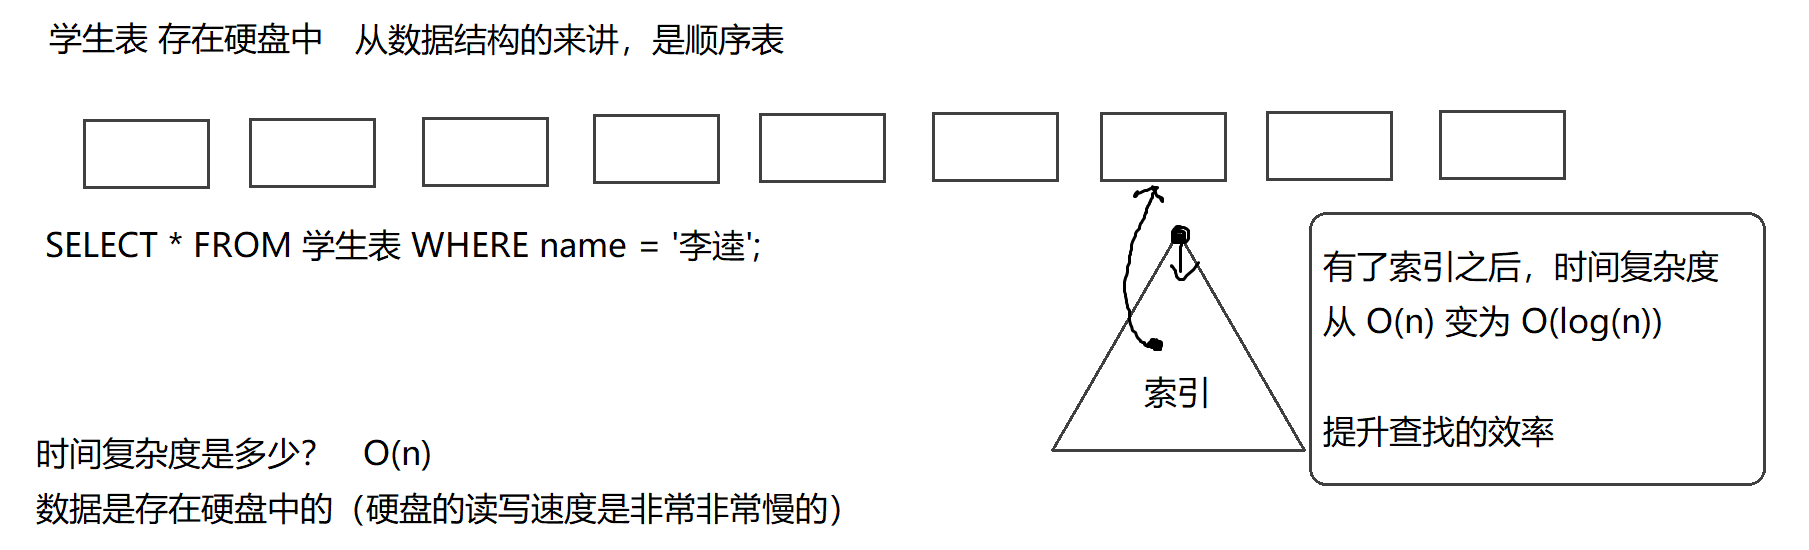 学生表 存在硬盘中 从数据结构的来讲，是顺序表
SELECT * FROM 学生表 WHERE name = '李逵';
有了索引之后，时间复杂度
从 O(n) 变为 O(log(n))
提升查找的效率
索引
时间复杂度是多少？ O(n)
数据是存在硬盘中的（硬盘的读写速度是非常非常慢的）